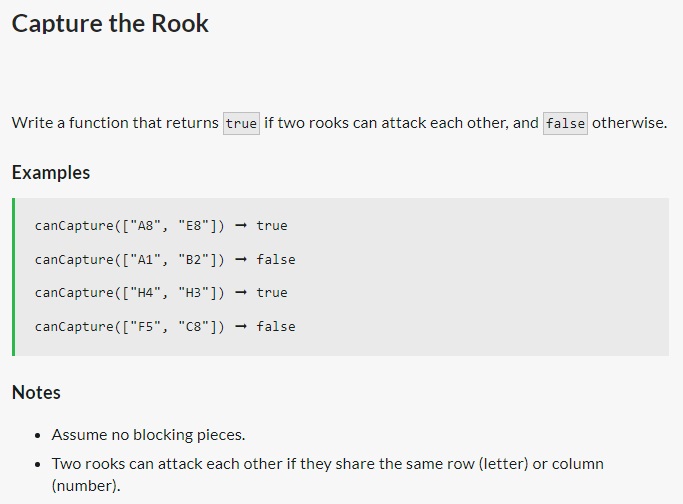 Capture the Rook
Write a function that returns true if two rooks can attack each other, and false otherwise.
Examples
canCapture(["A8", "E8"]) ➞ true
canCapture(["A1", "B2"]) ➞ false
canCapture(["H4", "H3"]) ➞ true
canCapture(["F5", "C8"]) ➞ false
Notes
• Assume no blocking pieces.
• Two rooks can attack each other if they share the same row (letter) or column
(number).